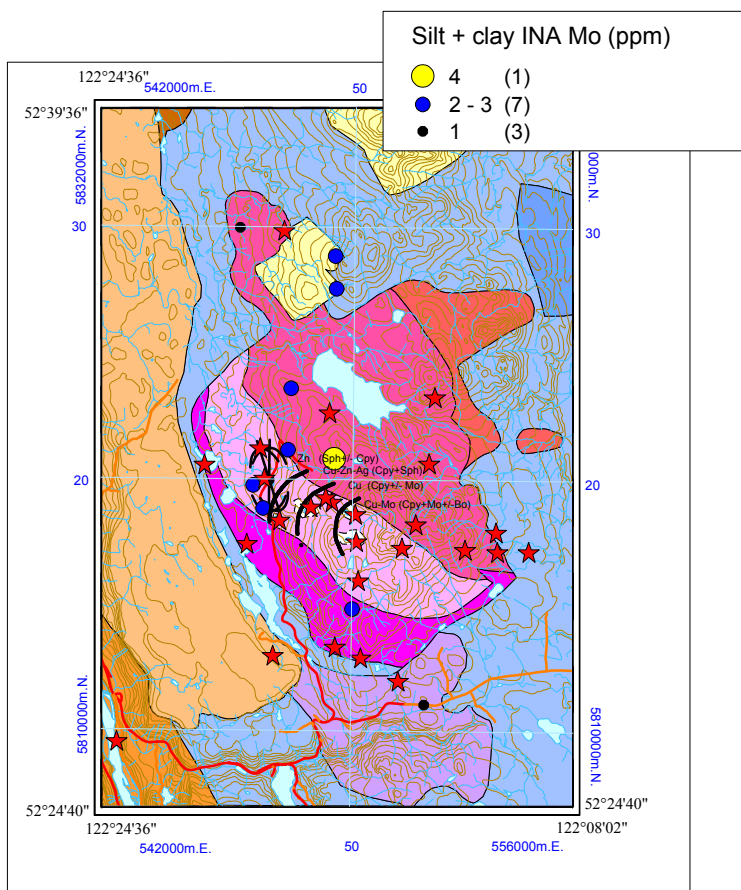 Silt + clay INA Mo (ppm)
4 (1)
2 - 3 (7)
1 (3)
122°24'36"
542000m.E.
50
52°39'36"
5832000m.N.
000m.N.
30
30
Zn (Sph+/- Cpy)
Cu-Zn-Ag (Cpy+Sph)
20
20
Cu (Cpy+/- Mo)
Cu-Mo (Cpy+Mo+/-Bo)
5810000m.N.
5810000m.N.
52°24'40"
52°24'40"
122°24'36"
122°08'02"
542000m.E.
50
556000m.E.